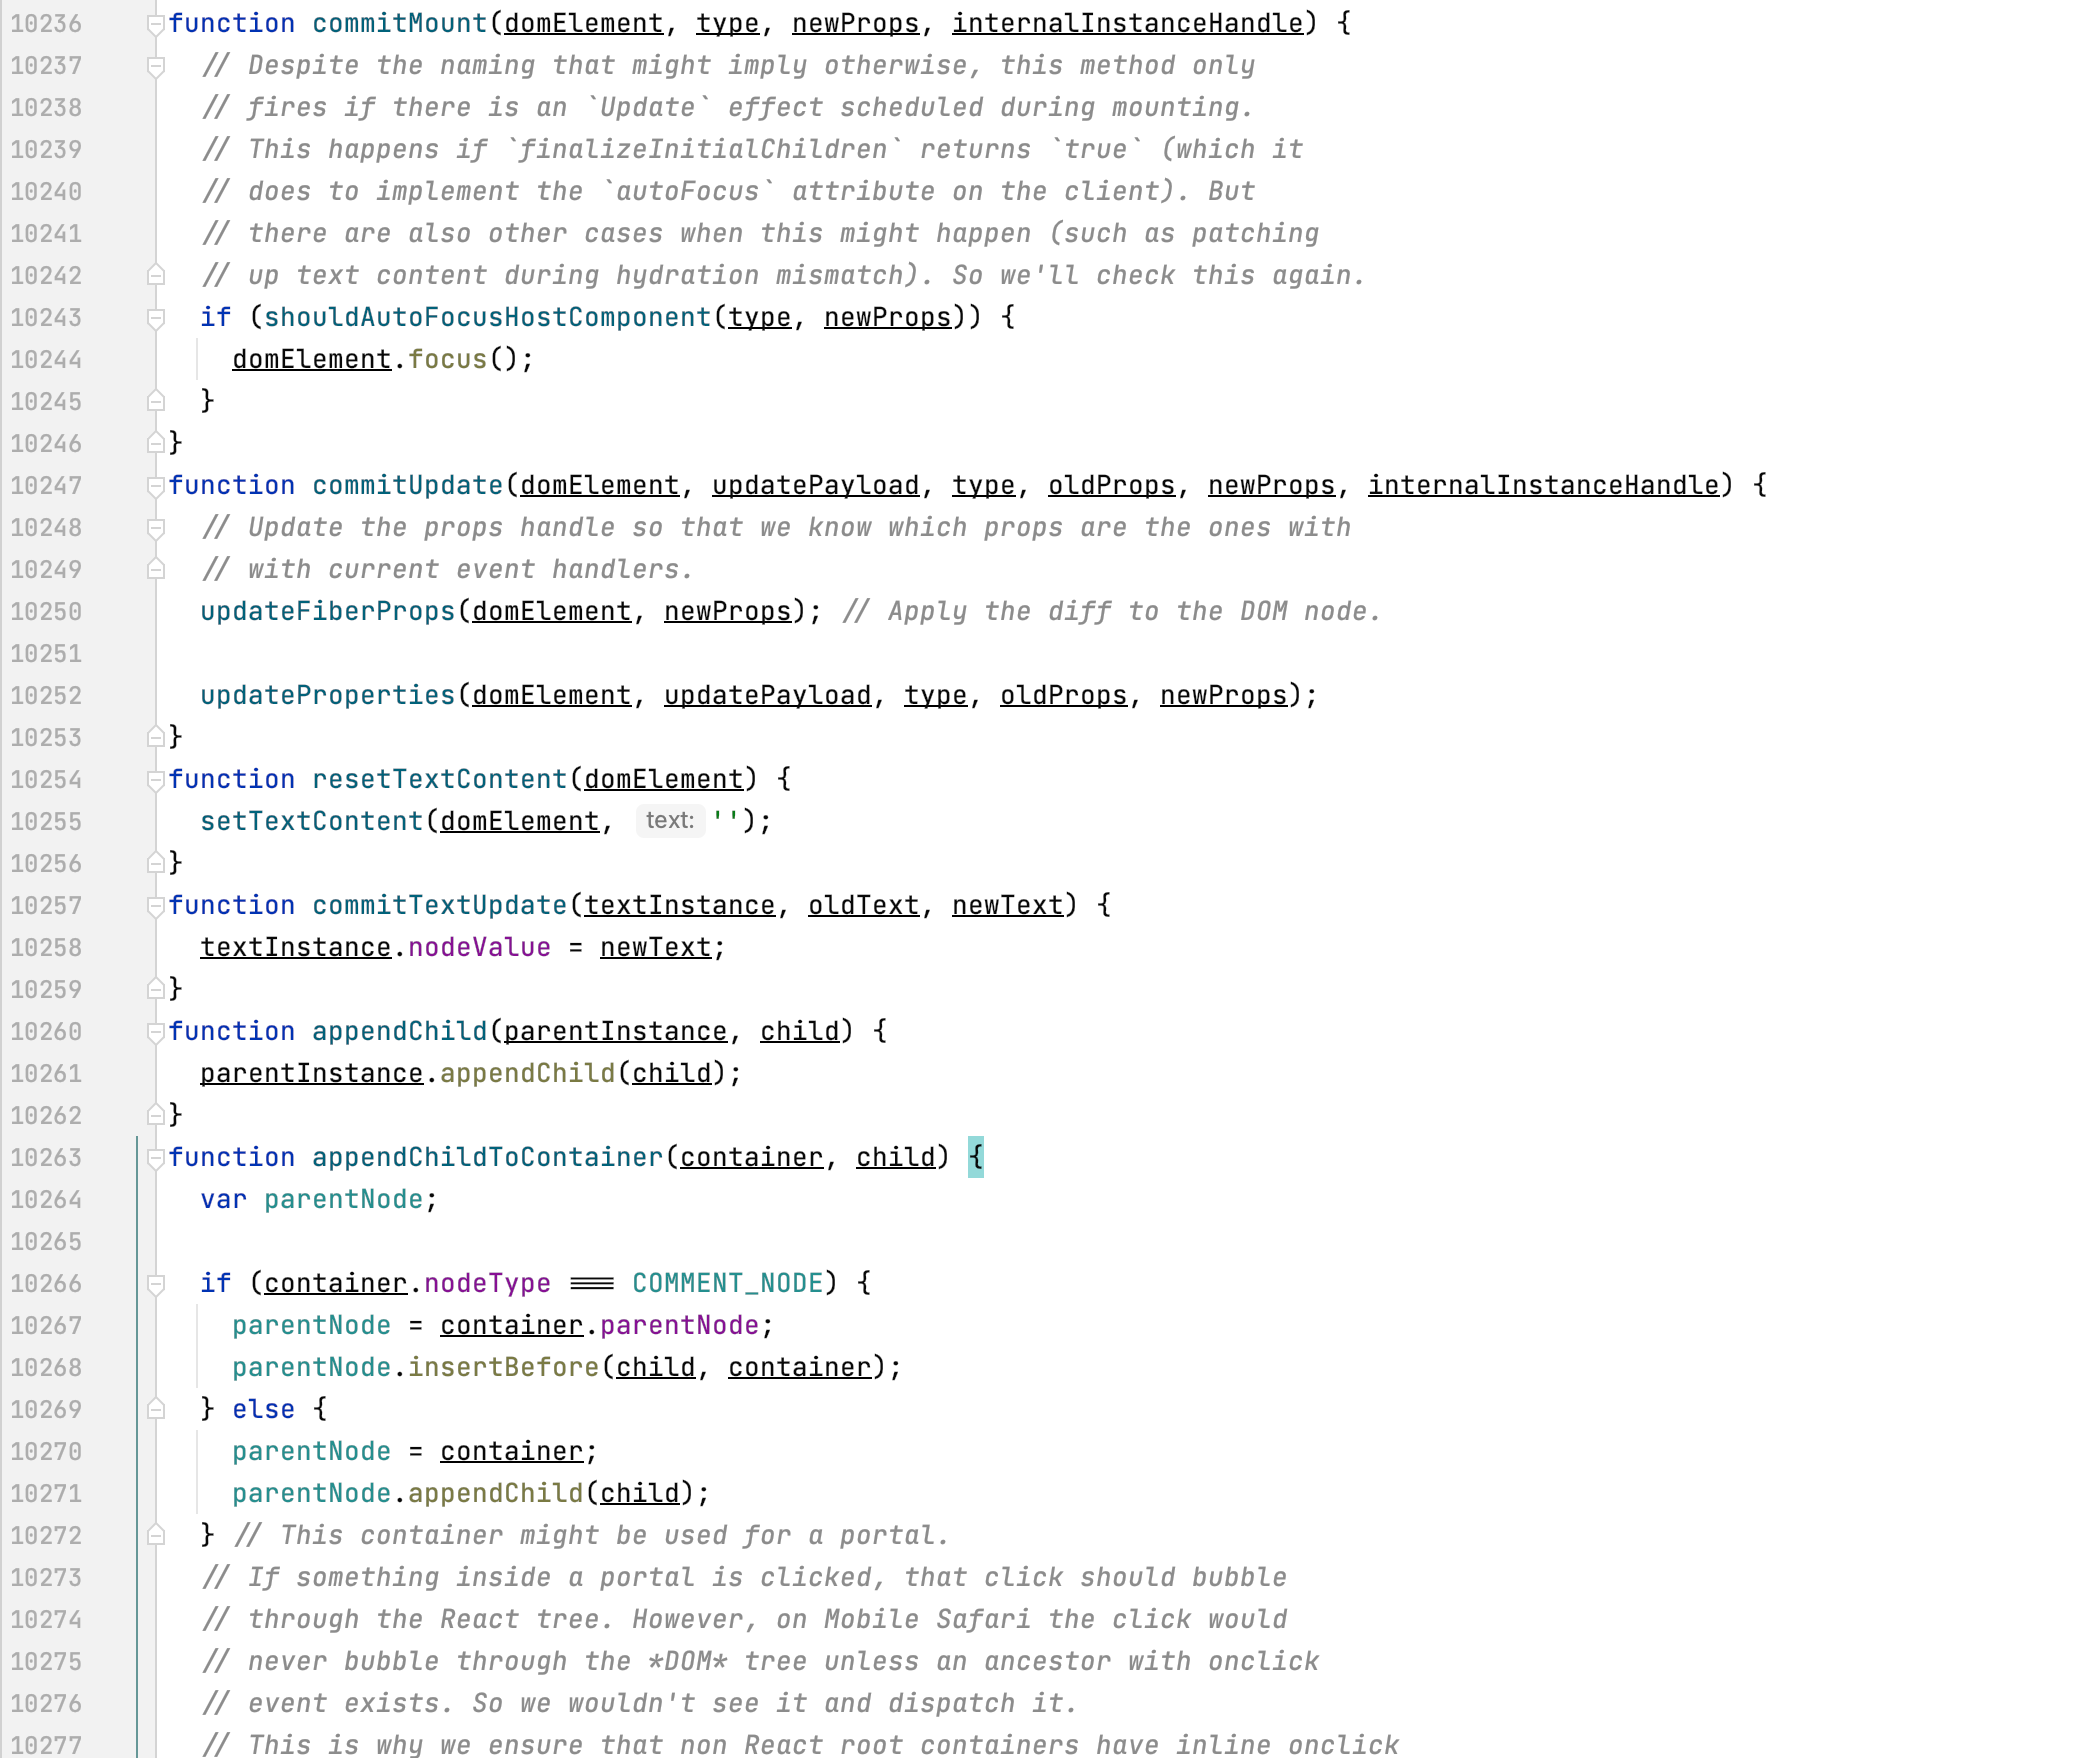 10236 function commitMount(domElement, type, newProps, internalInstanceHandle) {
10237   // Despite the naming that might imply otherwise, this method only
10238   // fires if there is an `Update` effect scheduled during mounting.
10239   // This happens if `finalizeInitialChildren` returns `true` (which it
10240   // does to implement the `autoFocus` attribute on the client). But
10241   // there are also other cases when this might happen (such as patching
10242   // up text content during hydration mismatch). So we'll check this again.
10243   if (shouldAutoFocusHostComponent(type, newProps)) {
10244     domElement.focus();
10245   }
10246 }
10247 function commitUpdate(domElement, updatePayload, type, oldProps, newProps, internalInstanceHandle) {
10248   // Update the props handle so that we know which props are the ones with
10249   // with current event handlers.
10250   updateFiberProps(domElement, newProps); // Apply the diff to the DOM node.
10251
10252   updateProperties(domElement, updatePayload, type, oldProps, newProps);
10253 }
10254 function resetTextContent(domElement) {
10255   setTextContent(domElement, text: '');
10256 }
10257 function commitTextUpdate(textInstance, oldText, newText) {
10258   textInstance.nodeValue = newText;
10259 }
10260 function appendChild(parentInstance, child) {
10261   parentInstance.appendChild(child);
10262 }
10263 function appendChildToContainer(container, child) {
10264   var parentNode;
10265
10266   if (container.nodeType === COMMENT_NODE) {
10267     parentNode = container.parentNode;
10268     parentNode.insertBefore(child, container);
10269   } else {
10270     parentNode = container;
10271     parentNode.appendChild(child);
10272   } // This container might be used for a portal.
10273   // If something inside a portal is clicked, that click should bubble
10274   // through the React tree. However, on Mobile Safari the click would
10275   // never bubble through the *DOM* tree unless an ancestor with onclick
10276   // event exists. So we wouldn't see it and dispatch it.
10277   // This is why we ensure that non React root containers have inline onclick